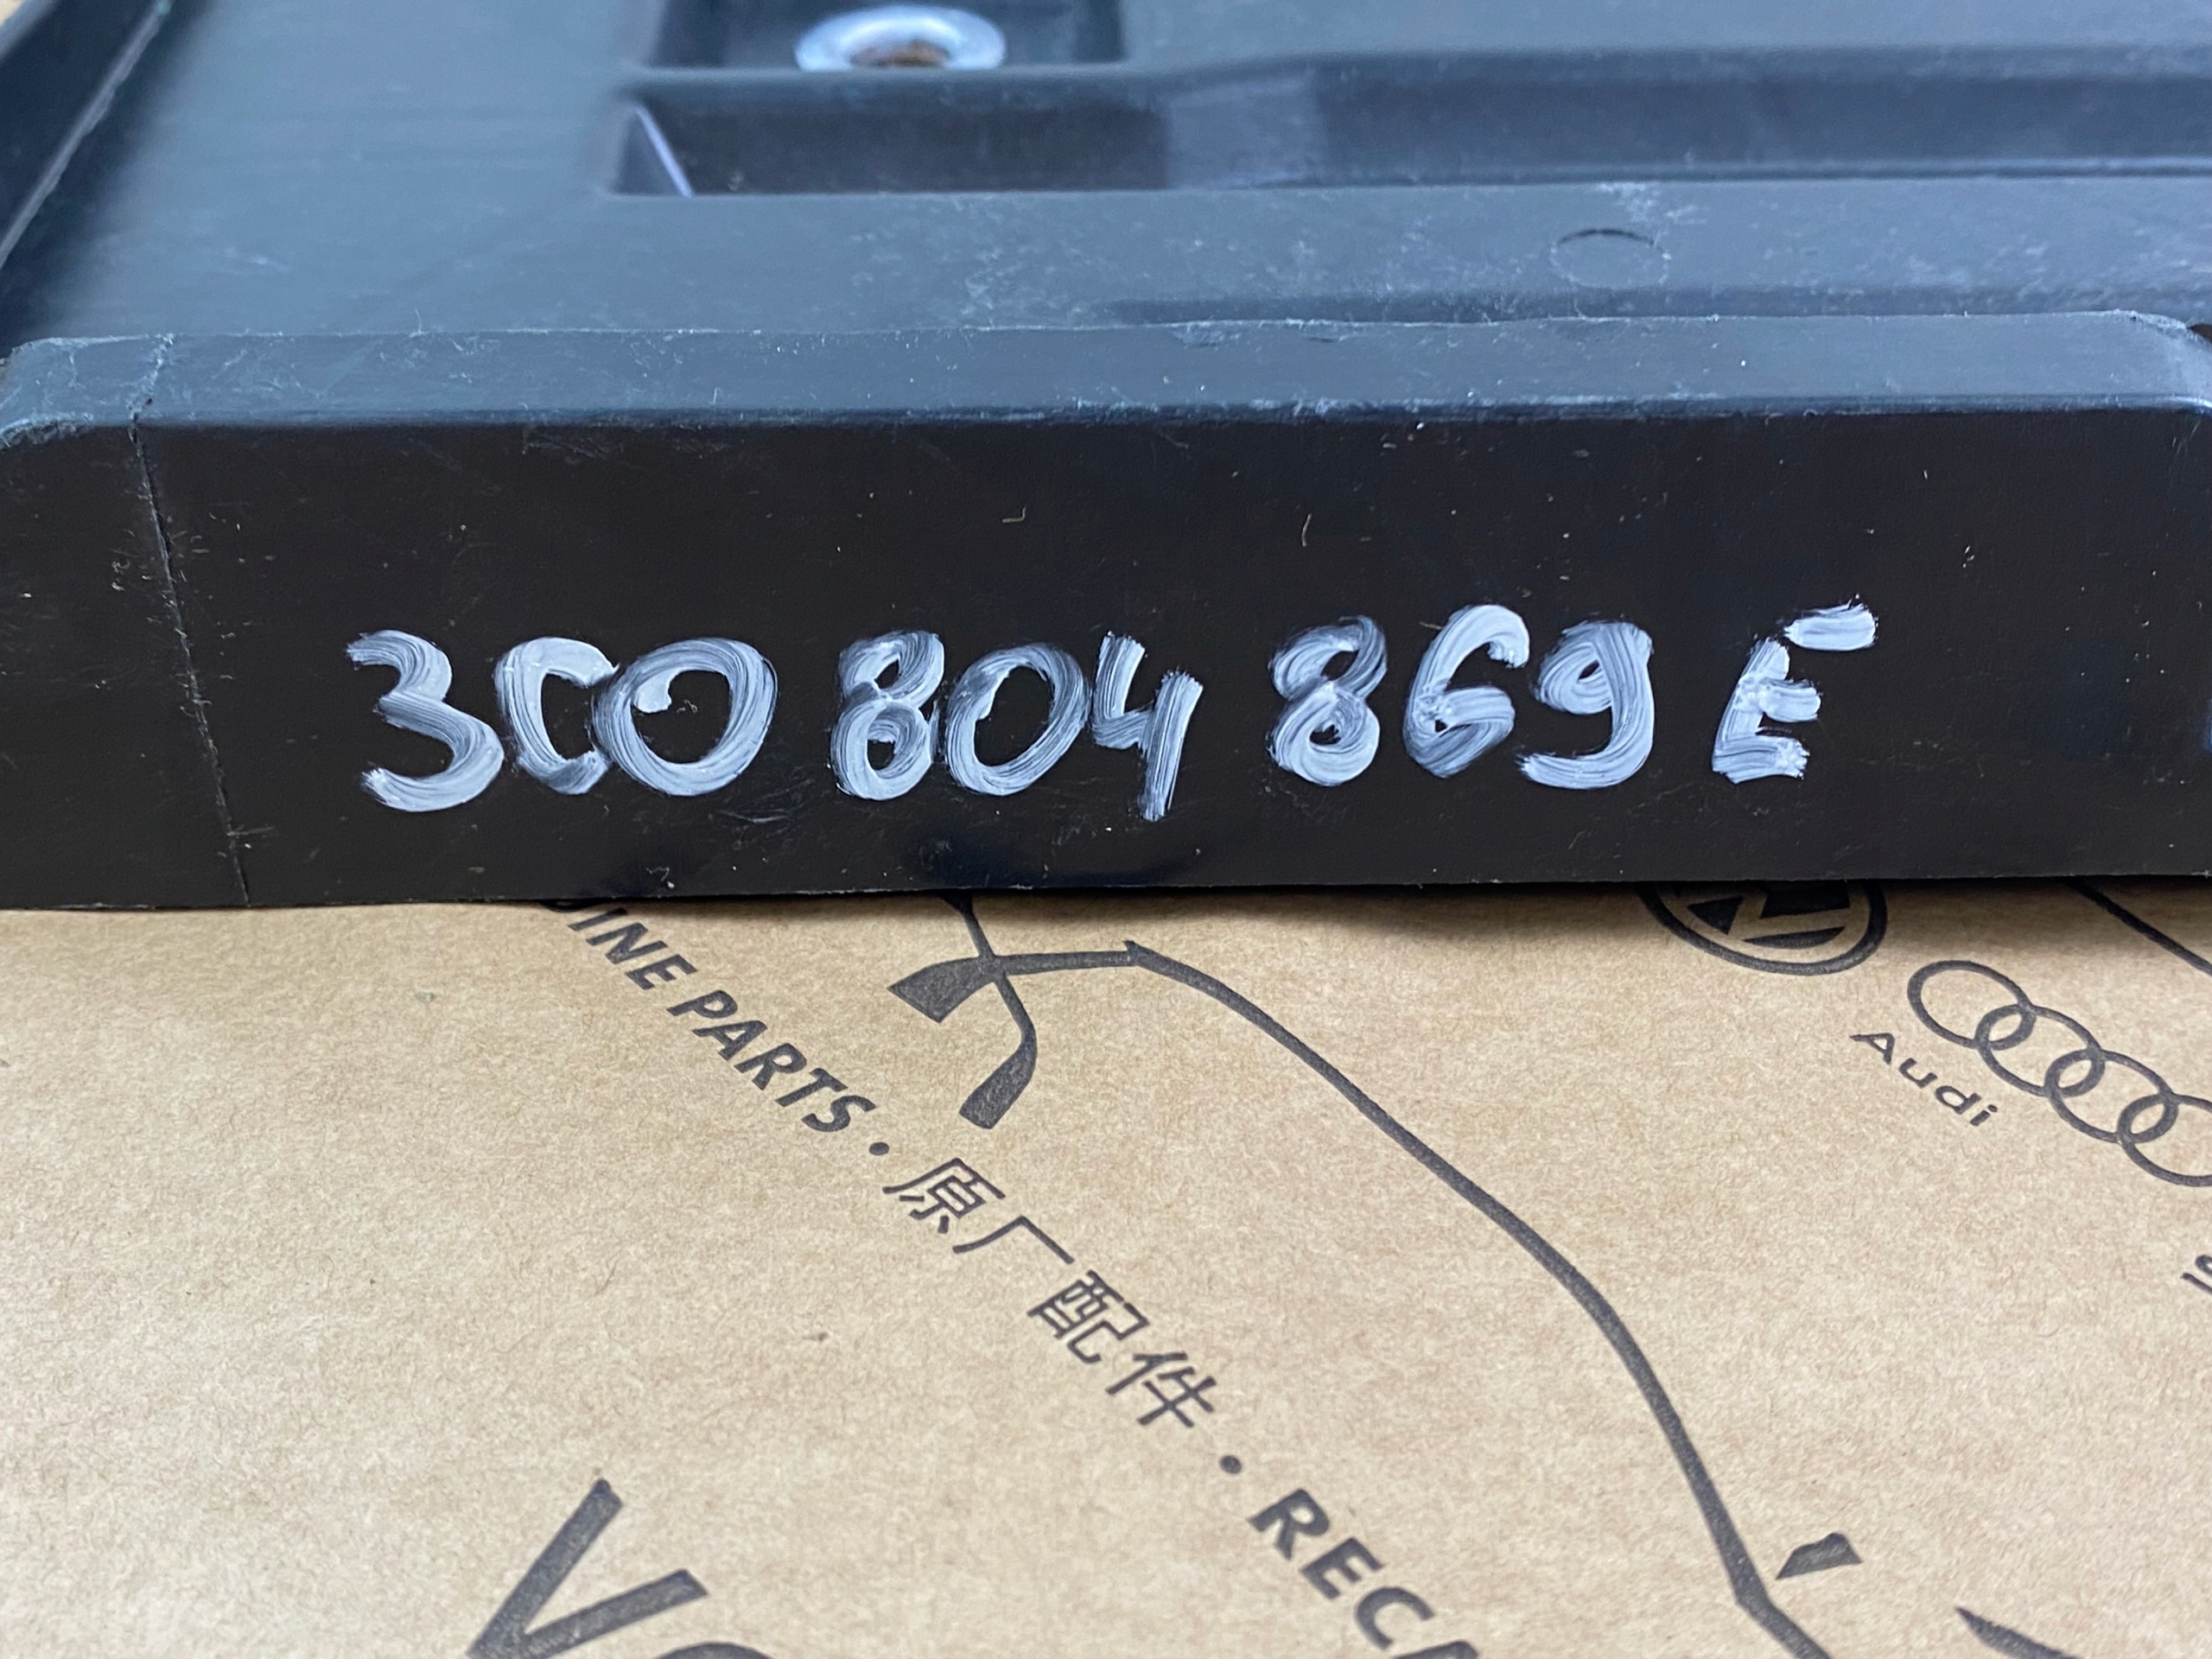 3C0 804 869 E
INE PARTS · 原厂配件 · REC
Audi